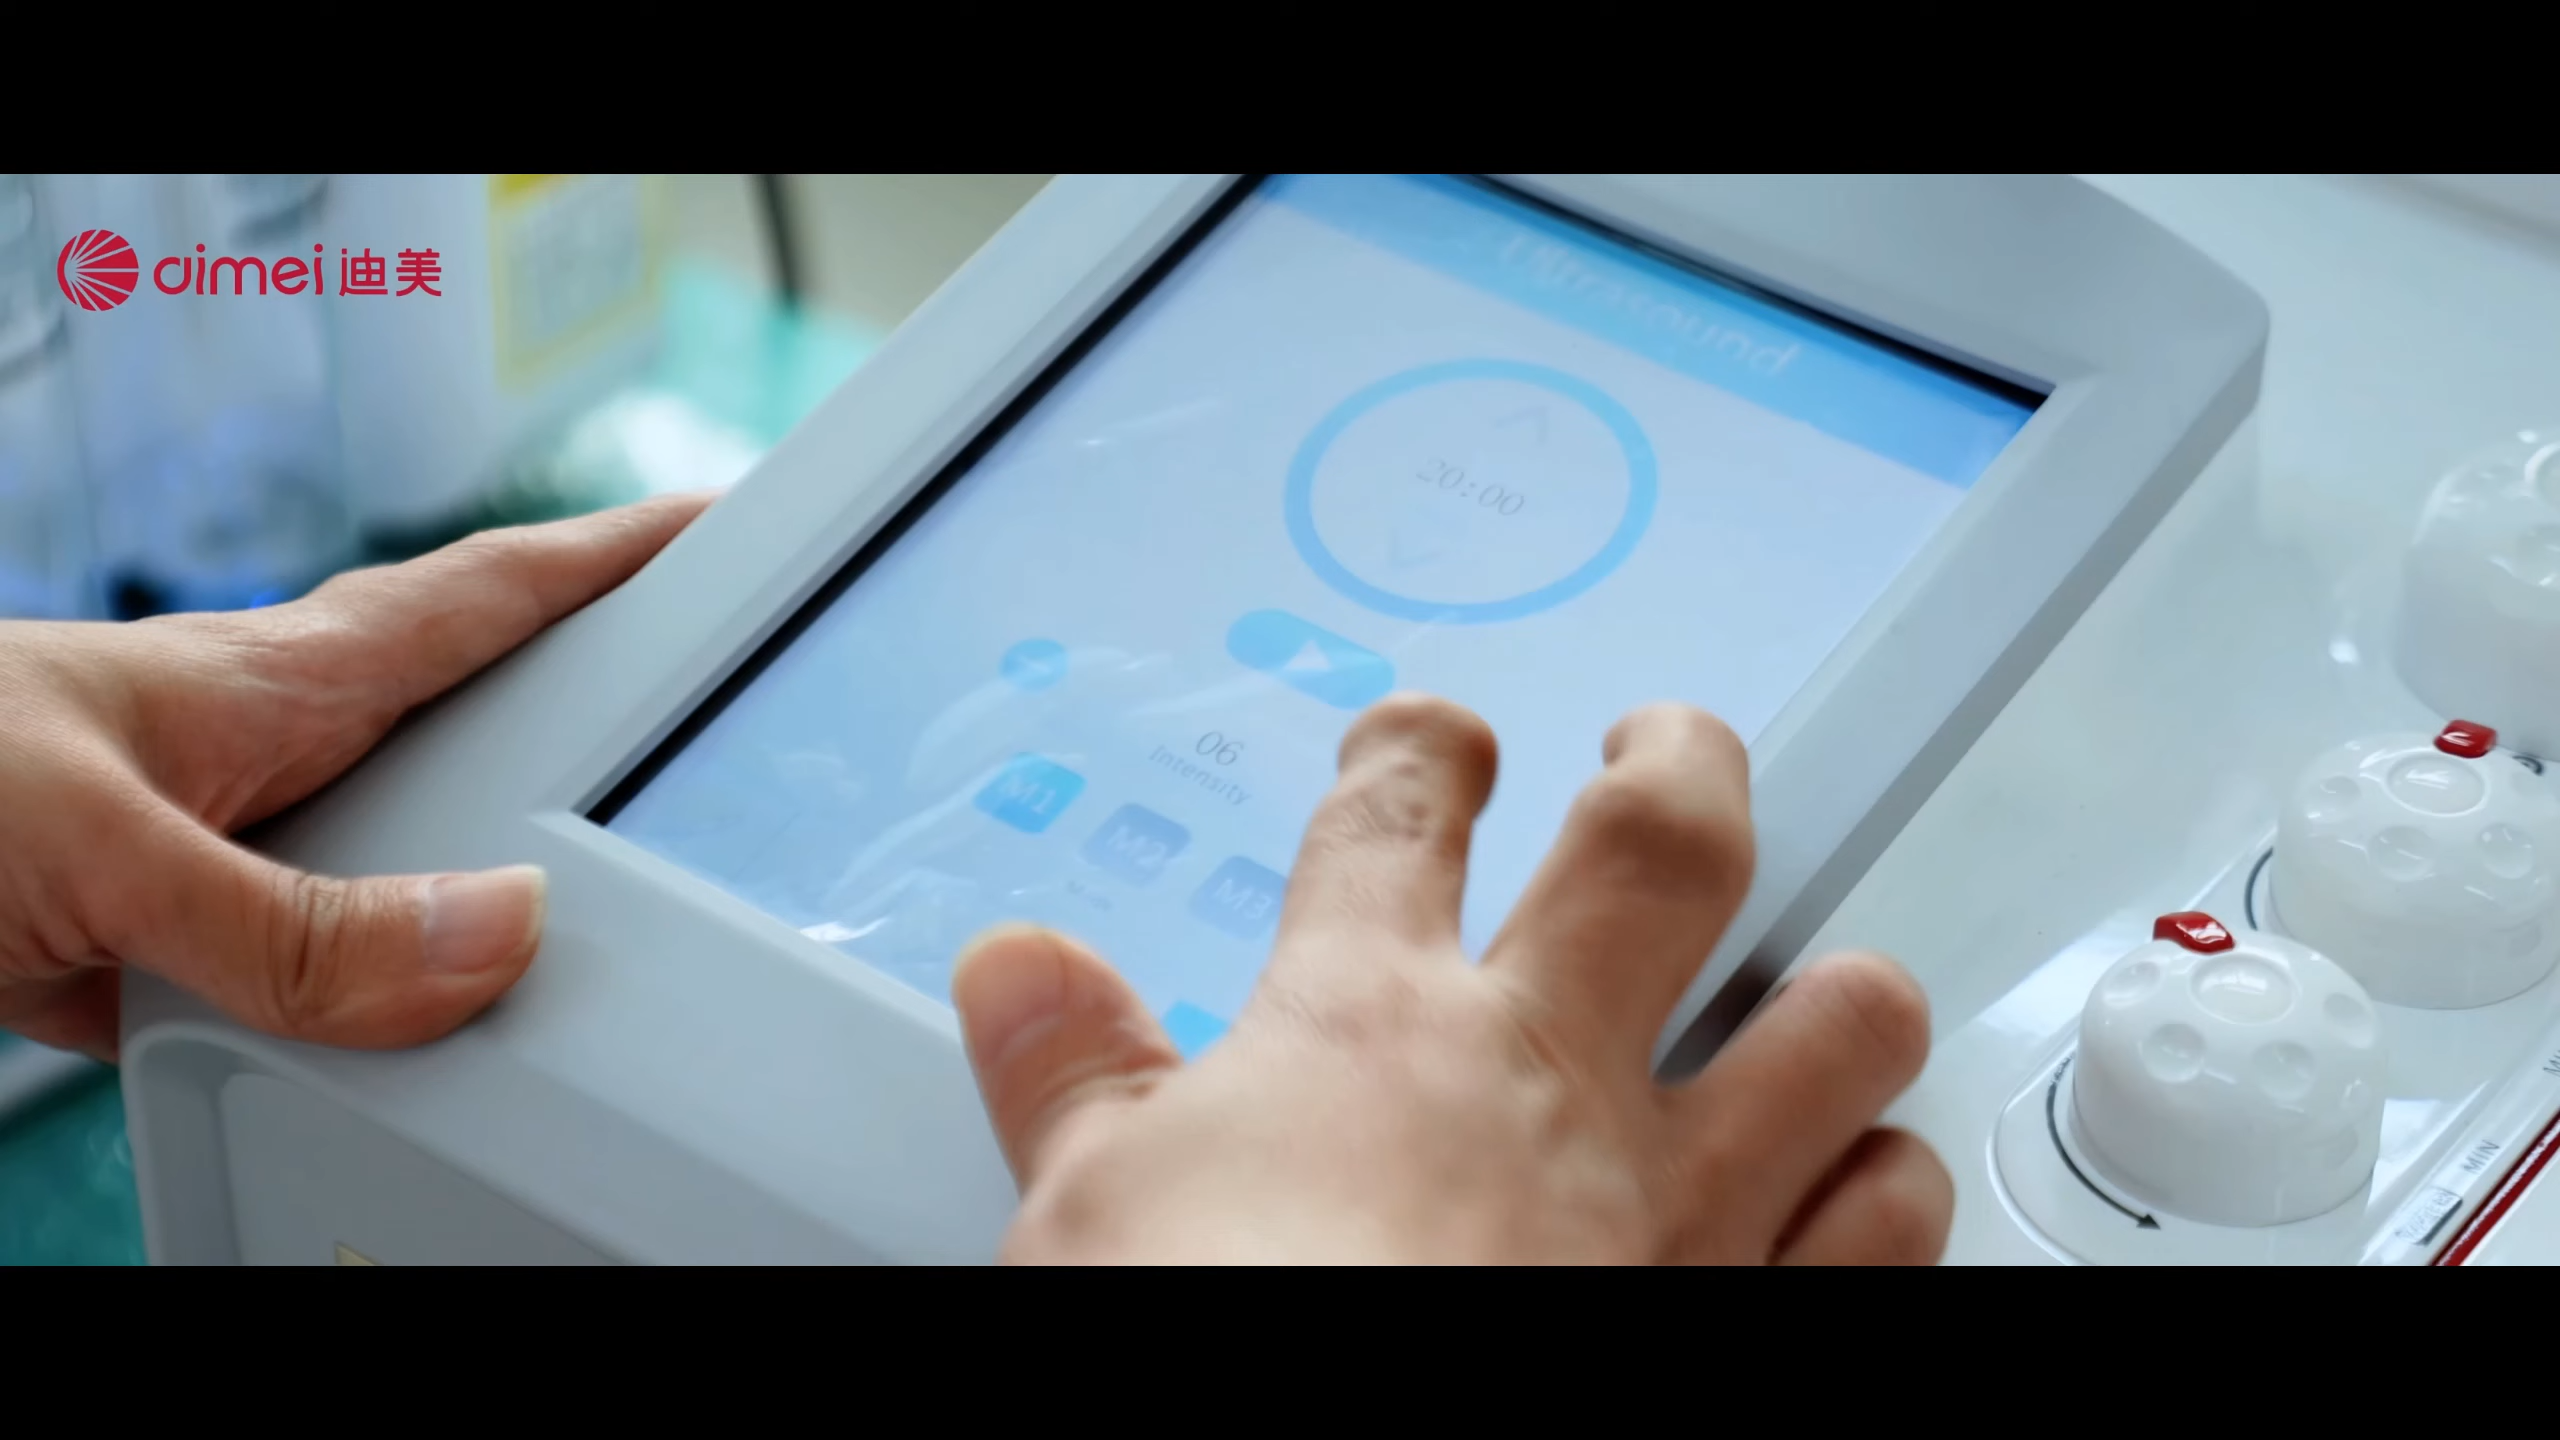 dimei 迪美
Ultrasound
20:00
06
Intensity
M1
M2
M3
MIN